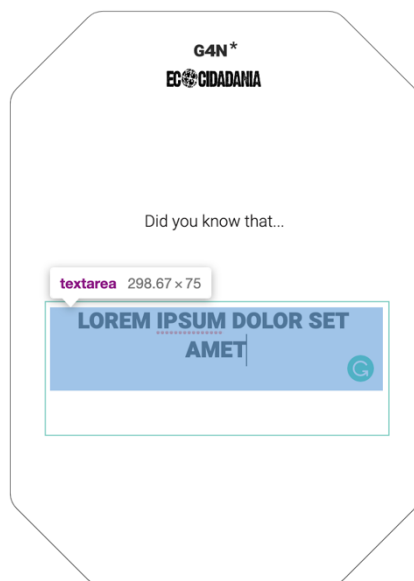 G4N*
ECOCIDADANIA
Did you know that...
textarea 298.67 × 75
LOREM IPSUM DOLOR SET
AMET